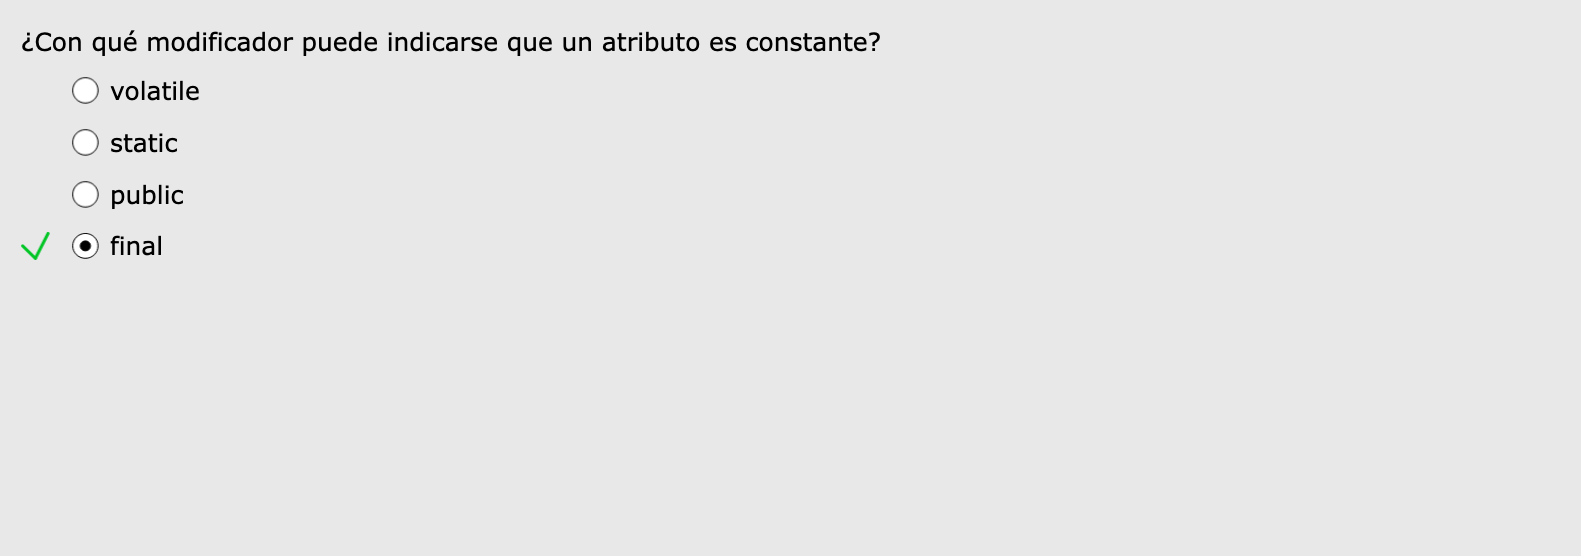 ¿Con qué modificador puede indicarse que un atributo es constante?
volatile
static
public
final